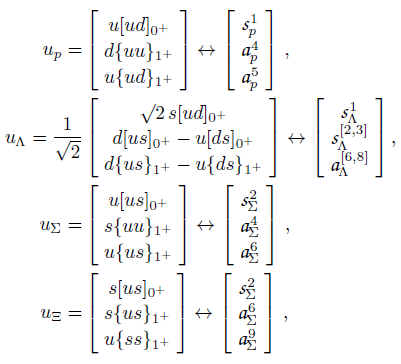 u_p = [ u[ud]_{0^+} ] ↔ [ s_p^1 ]
[ d{uu}_{1^+} ] [ a_p^4 ] ,
[ u{ud}_{1^+} ] [ a_p^5 ]
u_Λ = \frac{1}{√2} [ √2 s[ud]_{0^+} ] ↔ [ s_Λ^1 ]
[ d[us]_{0^+} − u[ds]_{0^+} ] [ s_Λ^{[2,3]} ] ,
[ d{us}_{1^+} − u{ds}_{1^+} ] [ a_Λ^{[6,8]} ]
u_Σ = [ u[us]_{0^+} ] ↔ [ s_Σ^2 ]
[ s{uu}_{1^+} ] [ a_Σ^4 ] ,
[ u{us}_{1^+} ] [ a_Σ^6 ]
u_Ξ = [ s[us]_{0^+} ] ↔ [ s_Σ^2 ]
[ s{us}_{1^+} ] [ a_Σ^6 ] ,
[ u{ss}_{1^+} ] [ a_Σ^9 ]